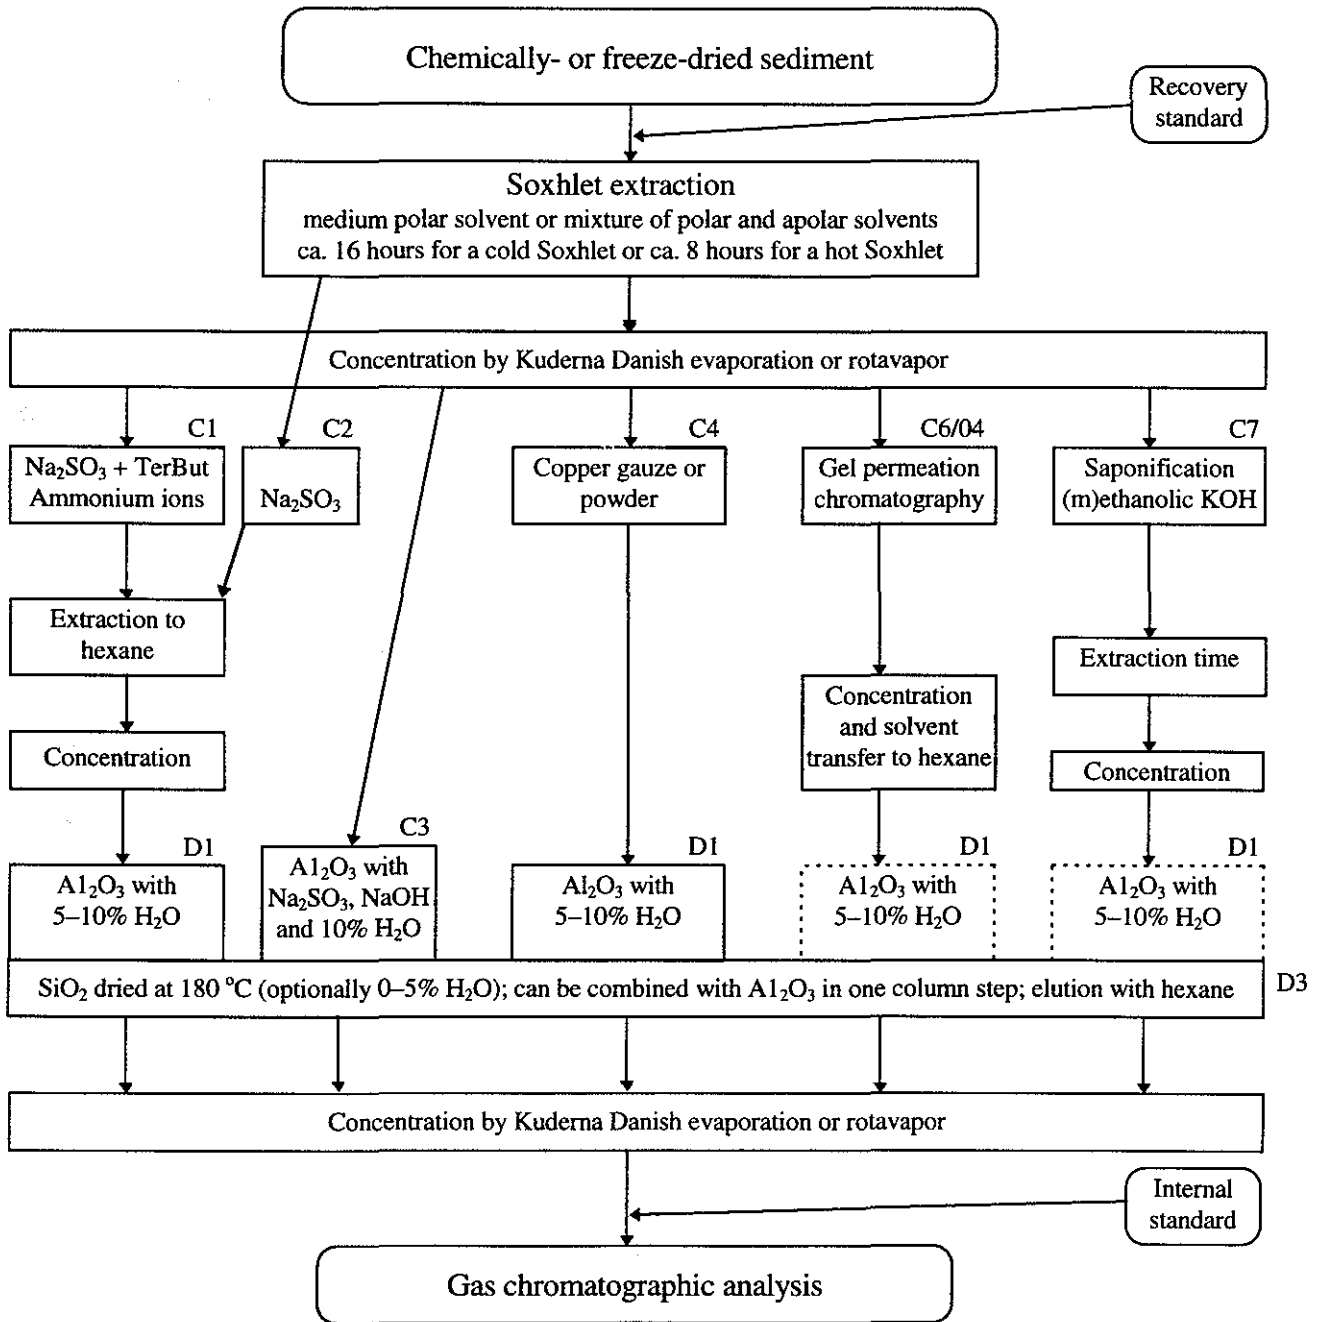 Chemically- or freeze-dried sediment
Recovery
standard
Soxhlet extraction
medium polar solvent or mixture of polar and apolar solvents
ca. 16 hours for a cold Soxhlet or ca. 8 hours for a hot Soxhlet
Concentration by Kuderna Danish evaporation or rotavapor
C1
Na₂SO₃ + TerBut
Ammonium ions
C2
Na₂SO₃
C4
Copper gauze or
powder
C6/04
Gel permeation
chromatography
C7
Saponification
(m)ethanolic KOH
Extraction to
hexane
Concentration
Concentration
and solvent
transfer to hexane
Extraction time
Concentration
D1
A1₂O₃ with
5–10% H₂O
C3
A1₂O₃ with
Na₂SO₃, NaOH
and 10% H₂O
D1
Al₂O₃ with
5–10% H₂O
D1
A1₂O₃ with
5–10% H₂O
D1
A1₂O₃ with
5–10% H₂O
SiO₂ dried at 180 °C (optionally 0–5% H₂O); can be combined with A1₂O₃ in one column step; elution with hexane
D3
Concentration by Kuderna Danish evaporation or rotavapor
Internal
standard
Gas chromatographic analysis